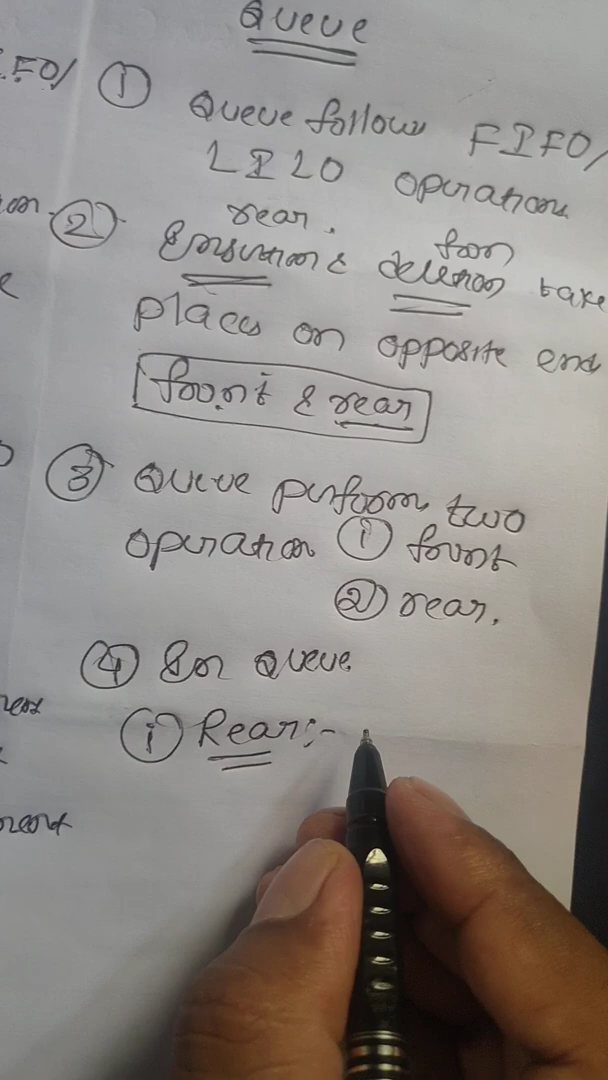 Queue
① Queue follow FIFO/
LILO operation
rear. front
② Insertion & deletion take
places on opposite end
front & rear
③ Queue perform two
operation ① front
② rear.
④ In Queue
① Rear:-